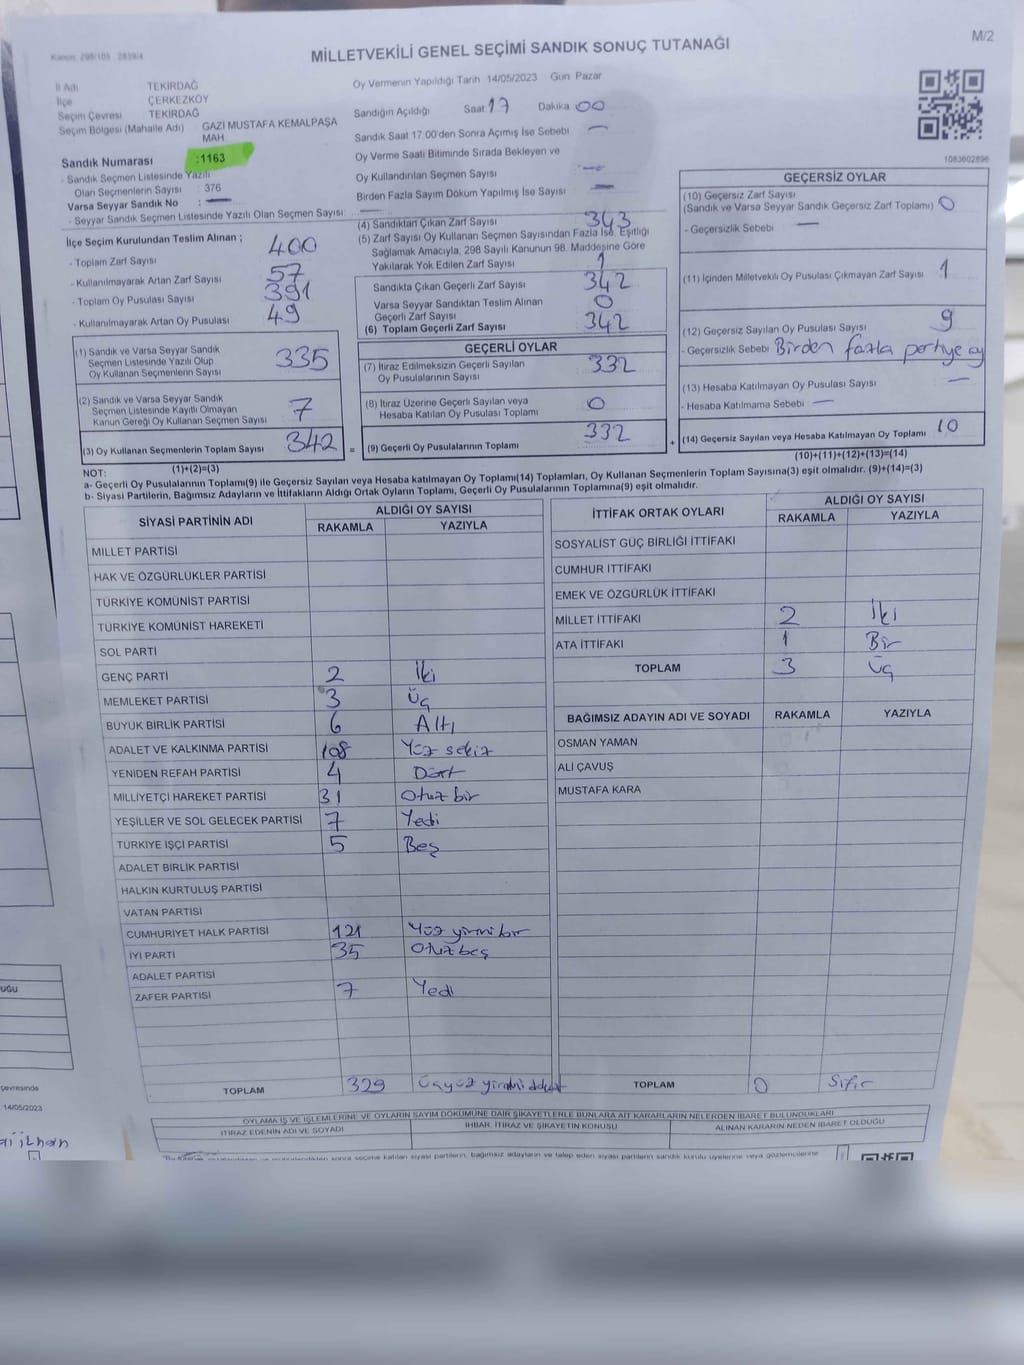 Kanun: 298/105 , 2839/4
MİLLETVEKİLİ GENEL SEÇİMİ SANDIK SONUÇ TUTANAĞI
M/2
İl Adı TEKİRDAĞ
İlçe ÇERKEZKÖY
Seçim Çevresi TEKİRDAĞ
Seçim Bölgesi (Mahalle Adı) GAZİ MUSTAFA KEMALPAŞA MAH
Sandık Numarası :1163
- Sandık Seçmen Listesinde Yazılı
Olan Seçmenlerin Sayısı : 376
Varsa Seyyar Sandık No : —
- Seyyar Sandık Seçmen Listesinde Yazılı Olan Seçmen Sayısı: —
Oy Vermenin Yapıldığı Tarih 14/05/2023 Gün Pazar
Sandığın Açıldığı Saat 17 Dakika 00
Sandık Saat 17.00'den Sonra Açımış İse Sebebi —
Oy Verme Saati Bitiminde Sırada Bekleyen ve
Oy Kullandırılan Seçmen Sayısı —
Birden Fazla Sayım Döküm Yapılmış İse Sayısı —
1083602896
İlçe Seçim Kurulundan Teslim Alınan ;
- Toplam Zarf Sayısı 400
- Kullanılmayarak Artan Zarf Sayısı 57
- Toplam Oy Pusulası Sayısı 391
- Kullanılmayarak Artan Oy Pusulası 49
(4) Sandıktan Çıkan Zarf Sayısı 343
(5) Zarf Sayısı Oy Kullanan Seçmen Sayısından Fazla İse, Eşitliği
Sağlamak Amacıyla, 298 Sayılı Kanunun 98. Maddesine Göre
Yakılarak Yok Edilen Zarf Sayısı 1
Sandıkta Çıkan Geçerli Zarf Sayısı 342
Varsa Seyyar Sandıktan Teslim Alınan
Geçerli Zarf Sayısı 0
(6) Toplam Geçerli Zarf Sayısı 342
GEÇERSİZ OYLAR
(10) Geçersiz Zarf Sayısı
(Sandık ve Varsa Seyyar Sandık Geçersiz Zarf Toplamı) 0
- Geçersizlik Sebebi —
(11) İçinden Milletvekili Oy Pusulası Çıkmayan Zarf Sayısı 1
(12) Geçersiz Sayılan Oy Pusulası Sayısı 9
- Geçersizlik Sebebi Birden fazla partiye oy
(13) Hesaba Katılmayan Oy Pusulası Sayısı —
- Hesaba Katılmama Sebebi —
(14) Geçersiz Sayılan veya Hesaba Katılmayan Oy Toplamı 10
(10)+(11)+(12)+(13)=(14)
(1) Sandık ve Varsa Seyyar Sandık
Seçmen Listesinde Yazılı Olup
Oy Kullanan Seçmenlerin Sayısı 335
(2) Sandık ve Varsa Seyyar Sandık
Seçmen Listesinde Kayıtlı Olmayan
Kanun Gereği Oy Kullanan Seçmen Sayısı 7
(3) Oy Kullanan Seçmenlerin Toplam Sayısı 342
(1)+(2)=(3)
GEÇERLİ OYLAR
(7) İtiraz Edilmeksizin Geçerli Sayılan
Oy Pusulalarının Sayısı 332
(8) İtiraz Üzerine Geçerli Sayılan veya
Hesaba Katılan Oy Pusulası Toplamı 0
= (9) Geçerli Oy Pusulalarının Toplamı 332 +
NOT:
a- Geçerli Oy Pusulalarının Toplamı(9) ile Geçersiz Sayılan veya Hesaba katılmayan Oy Toplamı(14) Toplamları, Oy Kullanan Seçmenlerin Toplam Sayısına(3) eşit olmalıdır. (9)+(14)=(3)
b- Siyasi Partilerin, Bağımsız Adayların ve İttifakların Aldığı Ortak Oyların Toplamı, Geçerli Oy Pusulalarının Toplamına(9) eşit olmalıdır.
SİYASİ PARTİNİN ADI ALDIĞI OY SAYISI
RAKAMLA YAZIYLA
MİLLET PARTİSİ
HAK VE ÖZGÜRLÜKLER PARTİSİ
TÜRKİYE KOMÜNİST PARTİSİ
TÜRKİYE KOMÜNİST HAREKETİ
SOL PARTİ
GENÇ PARTİ 2 İki
MEMLEKET PARTİSİ 3 Üç
BÜYÜK BİRLİK PARTİSİ 6 Altı
ADALET VE KALKINMA PARTİSİ 108 Yüz sekiz
YENİDEN REFAH PARTİSİ 4 Dört
MİLLİYETÇİ HAREKET PARTİSİ 31 Otuz bir
YEŞİLLER VE SOL GELECEK PARTİSİ 7 Yedi
TÜRKİYE İŞÇİ PARTİSİ 5 Beş
ADALET BİRLİK PARTİSİ
HALKIN KURTULUŞ PARTİSİ
VATAN PARTİSİ
CUMHURİYET HALK PARTİSİ 121 Yüz yirmi bir
İYİ PARTİ 35 Otuz beş
ADALET PARTİSİ
ZAFER PARTİSİ 7 Yedi
TOPLAM 329 Üçyüz yirmi dokuz
İTTİFAK ORTAK OYLARI ALDIĞI OY SAYISI
RAKAMLA YAZIYLA
SOSYALİST GÜÇ BİRLİĞİ İTTİFAKI
CUMHUR İTTİFAKI
EMEK VE ÖZGÜRLÜK İTTİFAKI
MİLLET İTTİFAKI 2 İki
ATA İTTİFAKI 1 Bir
TOPLAM 3 Üç
BAĞIMSIZ ADAYIN ADI VE SOYADI RAKAMLA YAZIYLA
OSMAN YAMAN
ALİ ÇAVUŞ
MUSTAFA KARA
TOPLAM 0 Sıfır
OYLAMA İŞ VE İŞLEMLERİNE VE OYLARIN SAYIM DÖKÜMÜNE DAİR ŞİKAYETLERLE BUNLARA AİT KARARLARIN NELERDEN İBARET BULUNDUKLARI
İTİRAZ EDENİN ADI VE SOYADI İHBAR, İTİRAZ VE ŞİKAYETİN KONUSU ALINAN KARARIN NEDEN İBARET OLDUĞU
UĞU
çevresinde
14/05/2023